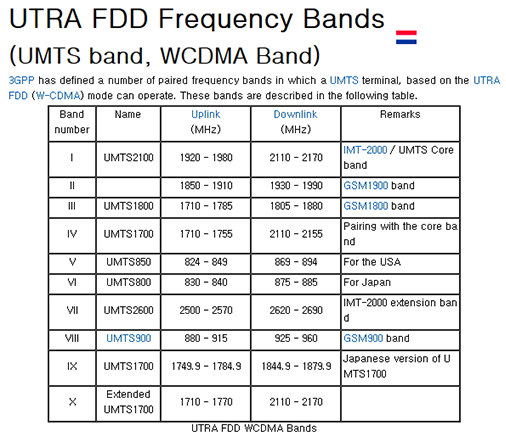 UTRA FDD Frequency Bands
(UMTS band, WCDMA Band)
3GPP has defined a number of paired frequency bands in which a UMTS terminal, based on the UTRA
FDD (W-CDMA) mode can operate. These bands are described in the following table.
Band number Name Uplink (MHz) Downlink (MHz) Remarks
I UMTS2100 1920 - 1980 2110 - 2170 IMT-2000 / UMTS Core band
II 1850 - 1910 1930 - 1990 GSM1900 band
III UMTS1800 1710 - 1785 1805 - 1880 GSM1800 band
IV UMTS1700 1710 - 1755 2110 - 2155 Pairing with the core ba nd
V UMTS850 824 - 849 869 - 894 For the USA
VI UMTS800 830 - 840 875 - 885 For Japan
VII UMTS2600 2500 - 2570 2620 - 2690 IMT-2000 extension ban d
VIII UMTS900 880 - 915 925 - 960 GSM900 band
IX UMTS1700 1749.9 - 1784.9 1844.9 - 1879.9 Japanese version of U MTS1700
X Extended UMTS1700 1710 - 1770 2110 - 2170
UTRA FDD WCDMA Bands